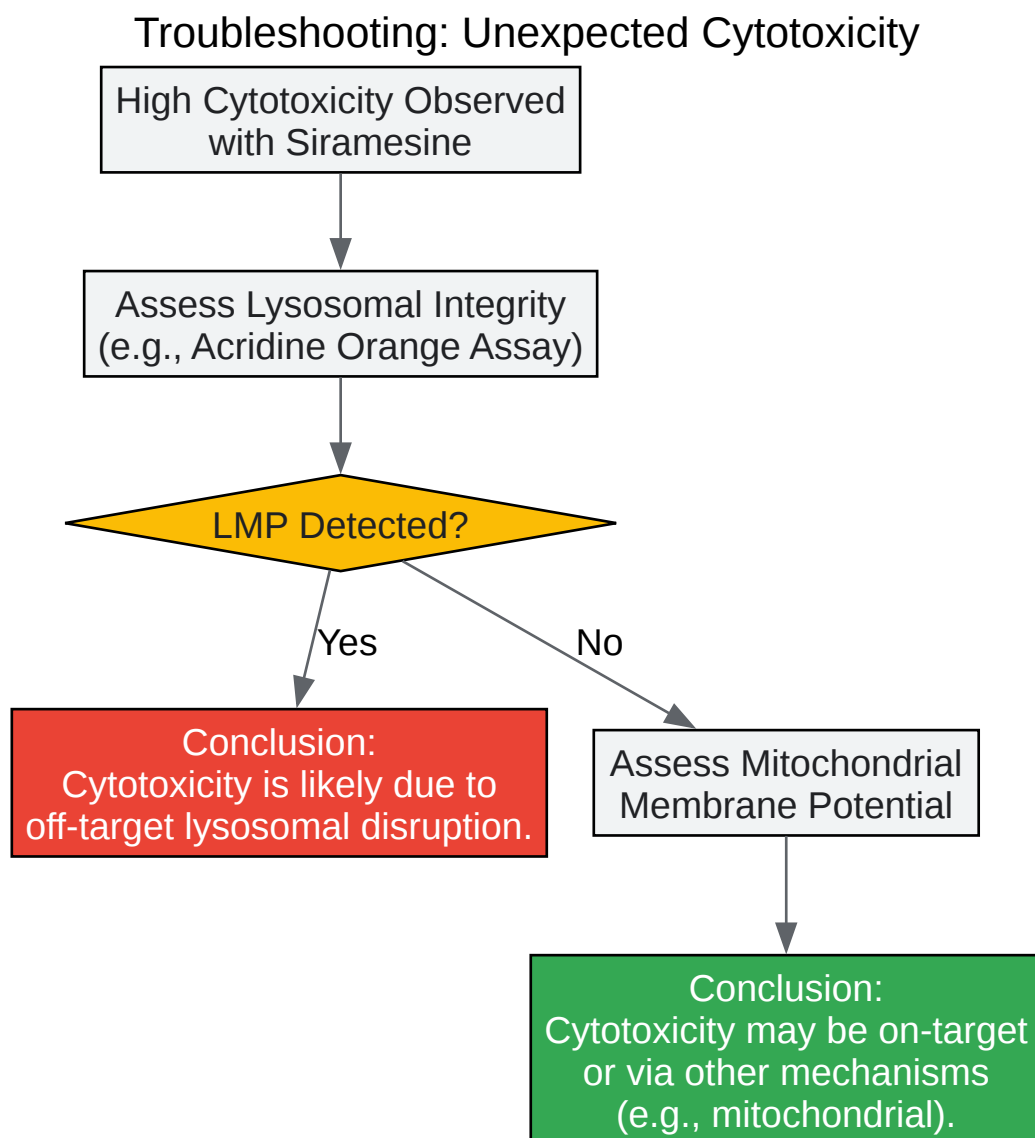 Troubleshooting: Unexpected Cytotoxicity
High Cytotoxicity Observed
with Siramesine
Assess Lysosomal Integrity
(e.g., Acridine Orange Assay)
LMP Detected?
Yes
No
Conclusion:
Cytotoxicity is likely due to
off-target lysosomal disruption.
Assess Mitochondrial
Membrane Potential
Conclusion:
Cytotoxicity may be on-target
or via other mechanisms
(e.g., mitochondrial).